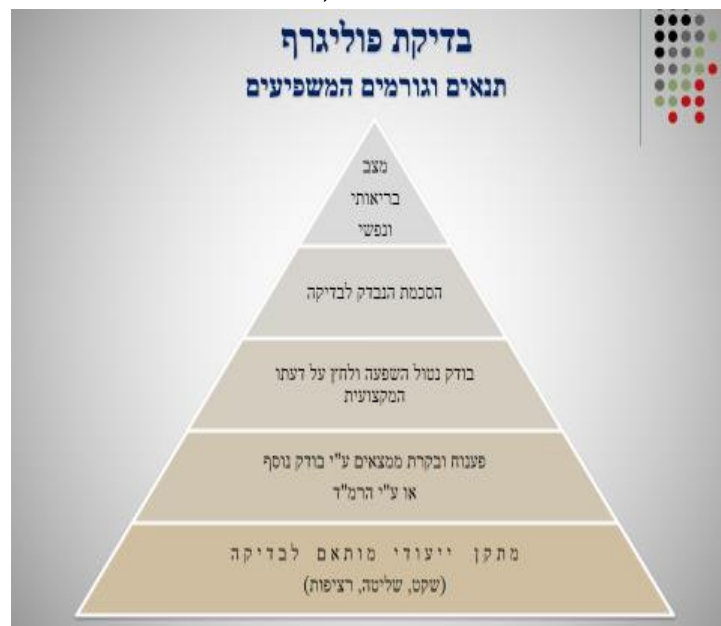 בדיקת פוליגרף
תנאים וגורמים המשפיעים
מצב
בריאותי
ונפשי
הסכמת הנבדק לבדיקה
בודק נטול השפעה ולחץ על דעתו
המקצועית
פענוח ובקרת ממצאים ע"י בודק נוסף
או ע"י הרמ"ד
מתקן ייעודי מותאם לבדיקה
(שקט, שליטה, רציפות)